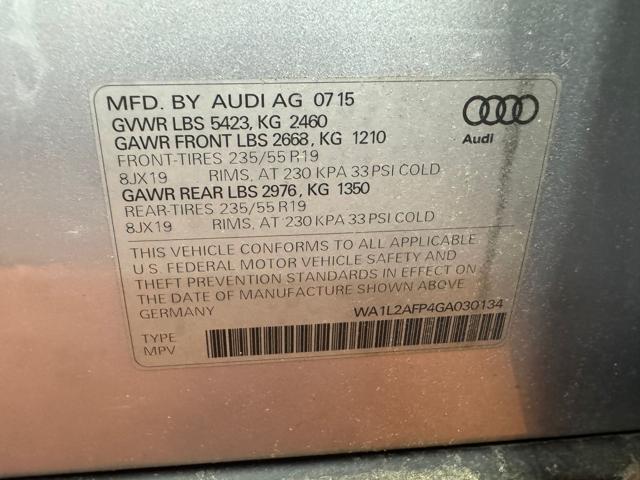 MFD. BY AUDI AG 07 15
GVWR LBS 5423, KG 2460
GAWR FRONT LBS 2668, KG 1210
FRONT-TIRES 235/55 R19
8JX19 RIMS, AT 230 KPA 33 PSI COLD
GAWR REAR LBS 2976, KG 1350
REAR-TIRES 235/55 R19
8JX19 RIMS, AT 230 KPA 33 PSI COLD
Audi
THIS VEHICLE CONFORMS TO ALL APPLICABLE
U.S. FEDERAL MOTOR VEHICLE SAFETY AND
THEFT PREVENTION STANDARDS IN EFFECT ON
THE DATE OF MANUFACTURE SHOWN ABOVE
GERMANY WA1L2AFP4GA030134
TYPE
MPV